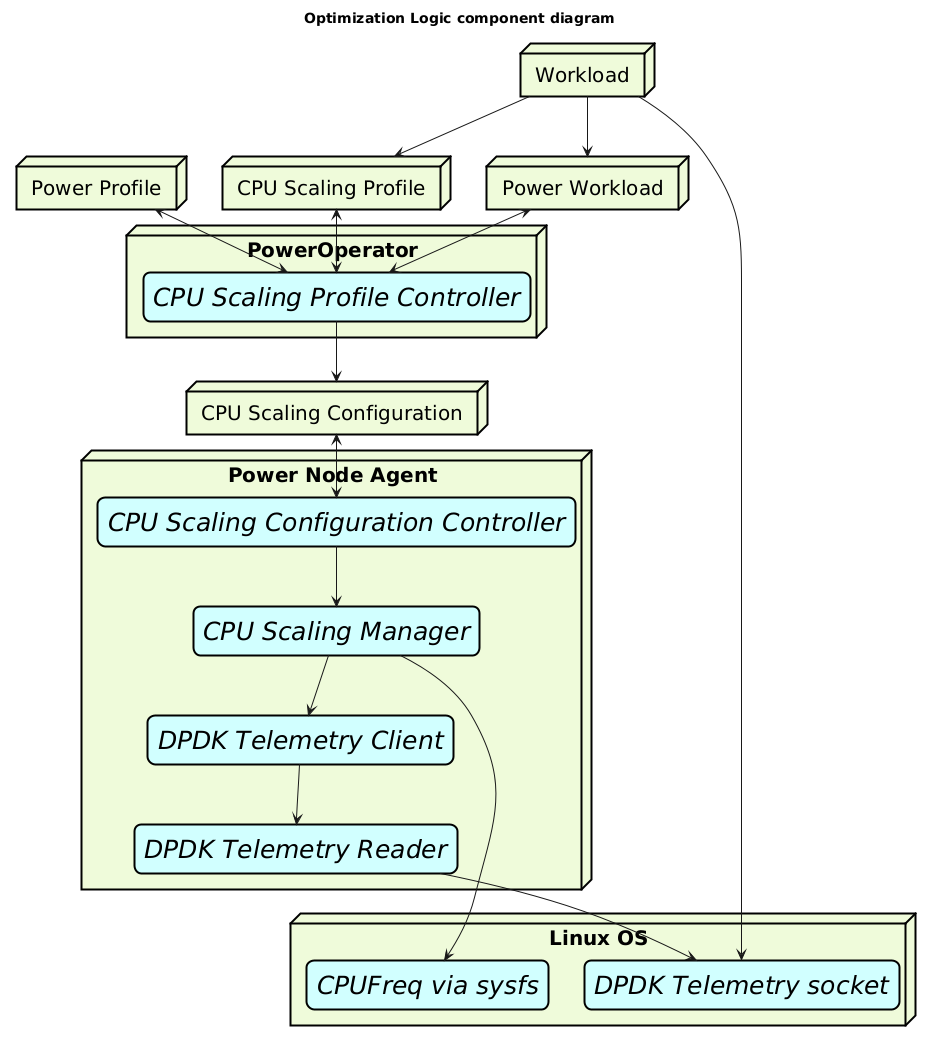 Optimization Logic component diagram
Workload
Power Profile
CPU Scaling Profile
Power Workload
PowerOperator
CPU Scaling Profile Controller
CPU Scaling Configuration
Power Node Agent
CPU Scaling Configuration Controller
CPU Scaling Manager
DPDK Telemetry Client
DPDK Telemetry Reader
Linux OS
CPUFreq via sysfs
DPDK Telemetry socket